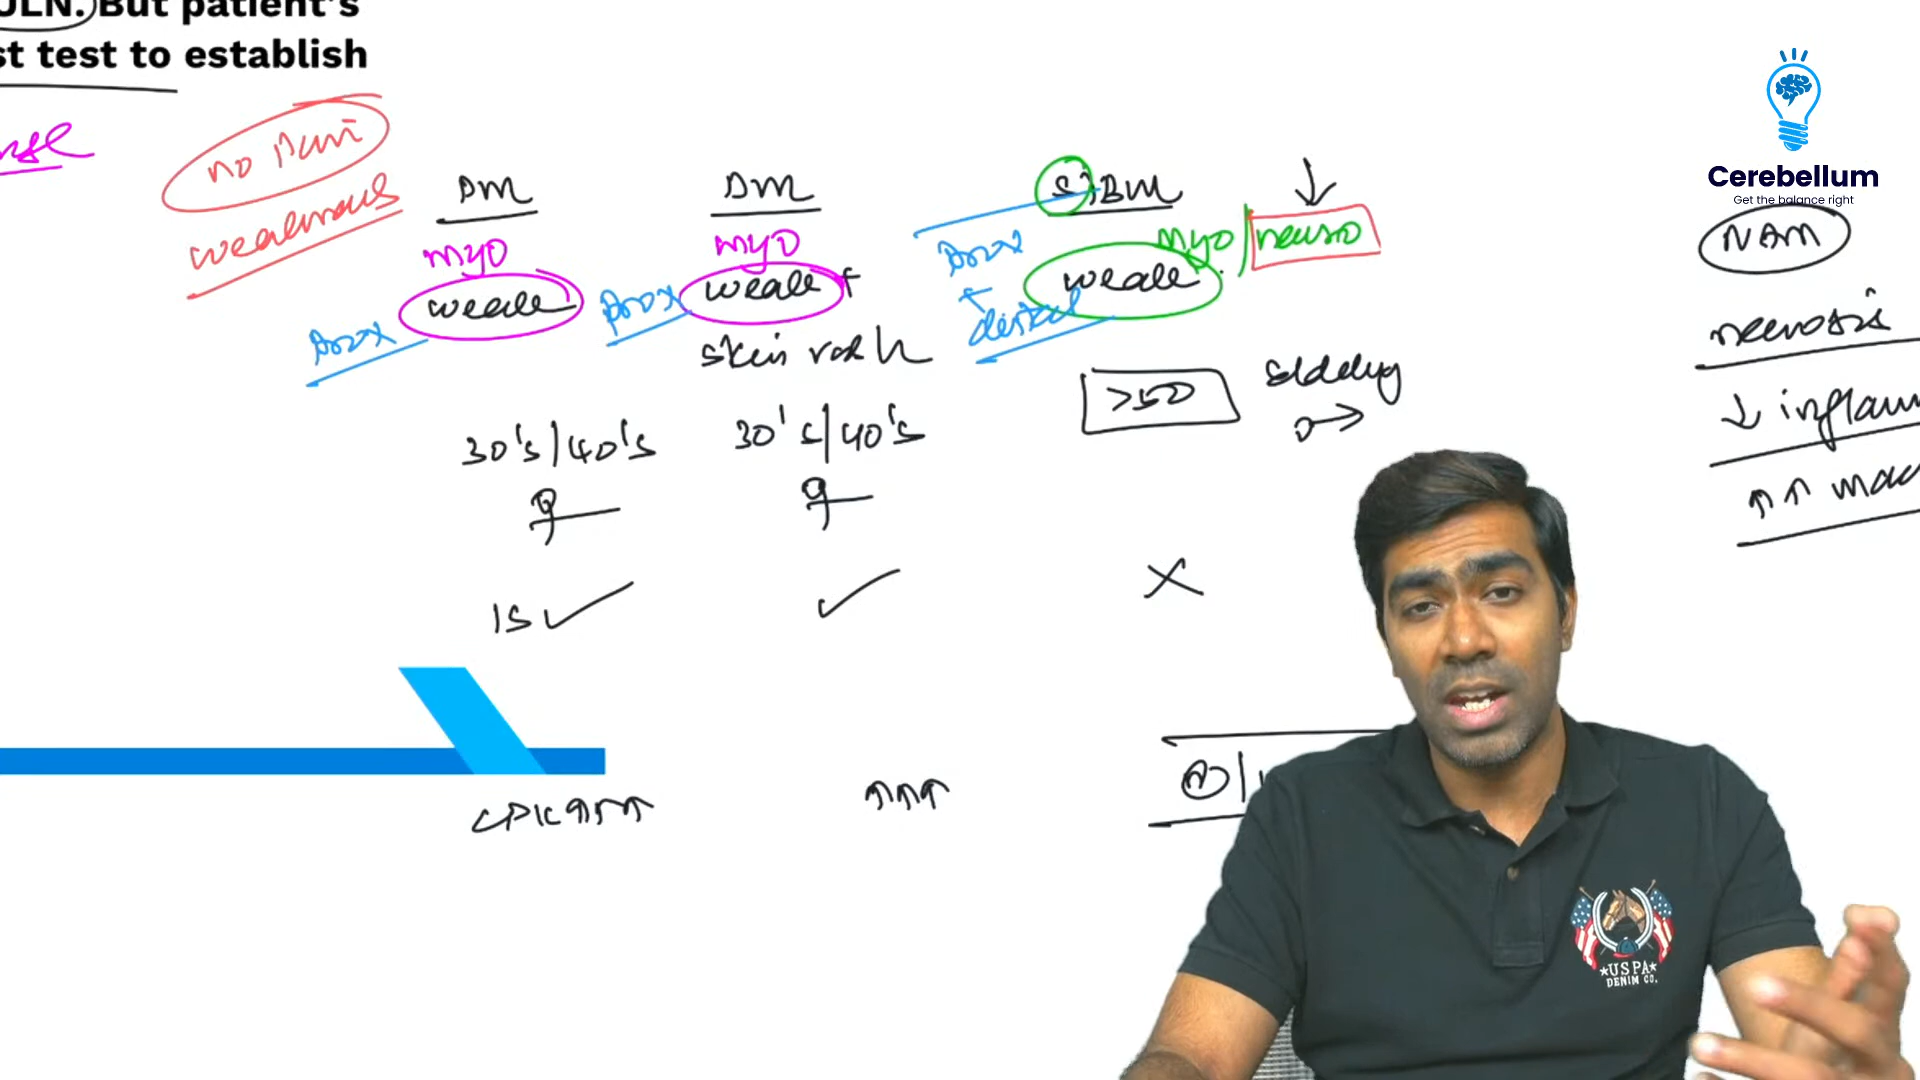 ULN. But patient's
st test to establish
Cerebellum
Get the balance right
no Pain
weakness
PM
myo
weak
Prox
30's/40's
IS ✓
CPK ↑↑↑
DM
myo
Prox weak +
skin rash
30's/40's
✓
↑↑↑
SIBM
Prox + distal
myo | neuro
weak
>50
X
↓
NAM
necrosis
↓ inflam
↑↑ mac
USPA
DENIM CO.